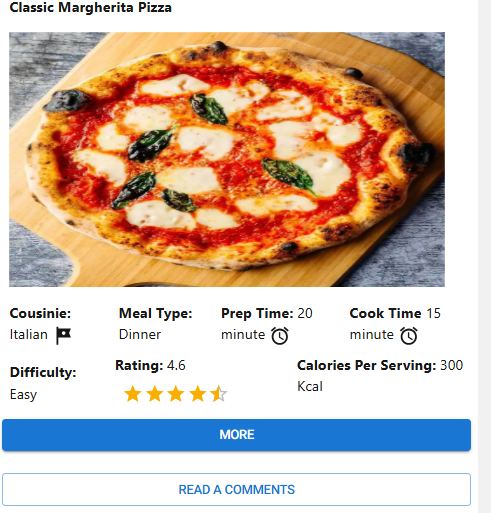 Classic Margherita Pizza
Cousinie: Meal Type: Prep Time: 20 Cook Time 15
Italian Dinner minute minute
Difficulty: Rating: 4.6 Calories Per Serving: 300
Easy Kcal
MORE
READ A COMMENTS